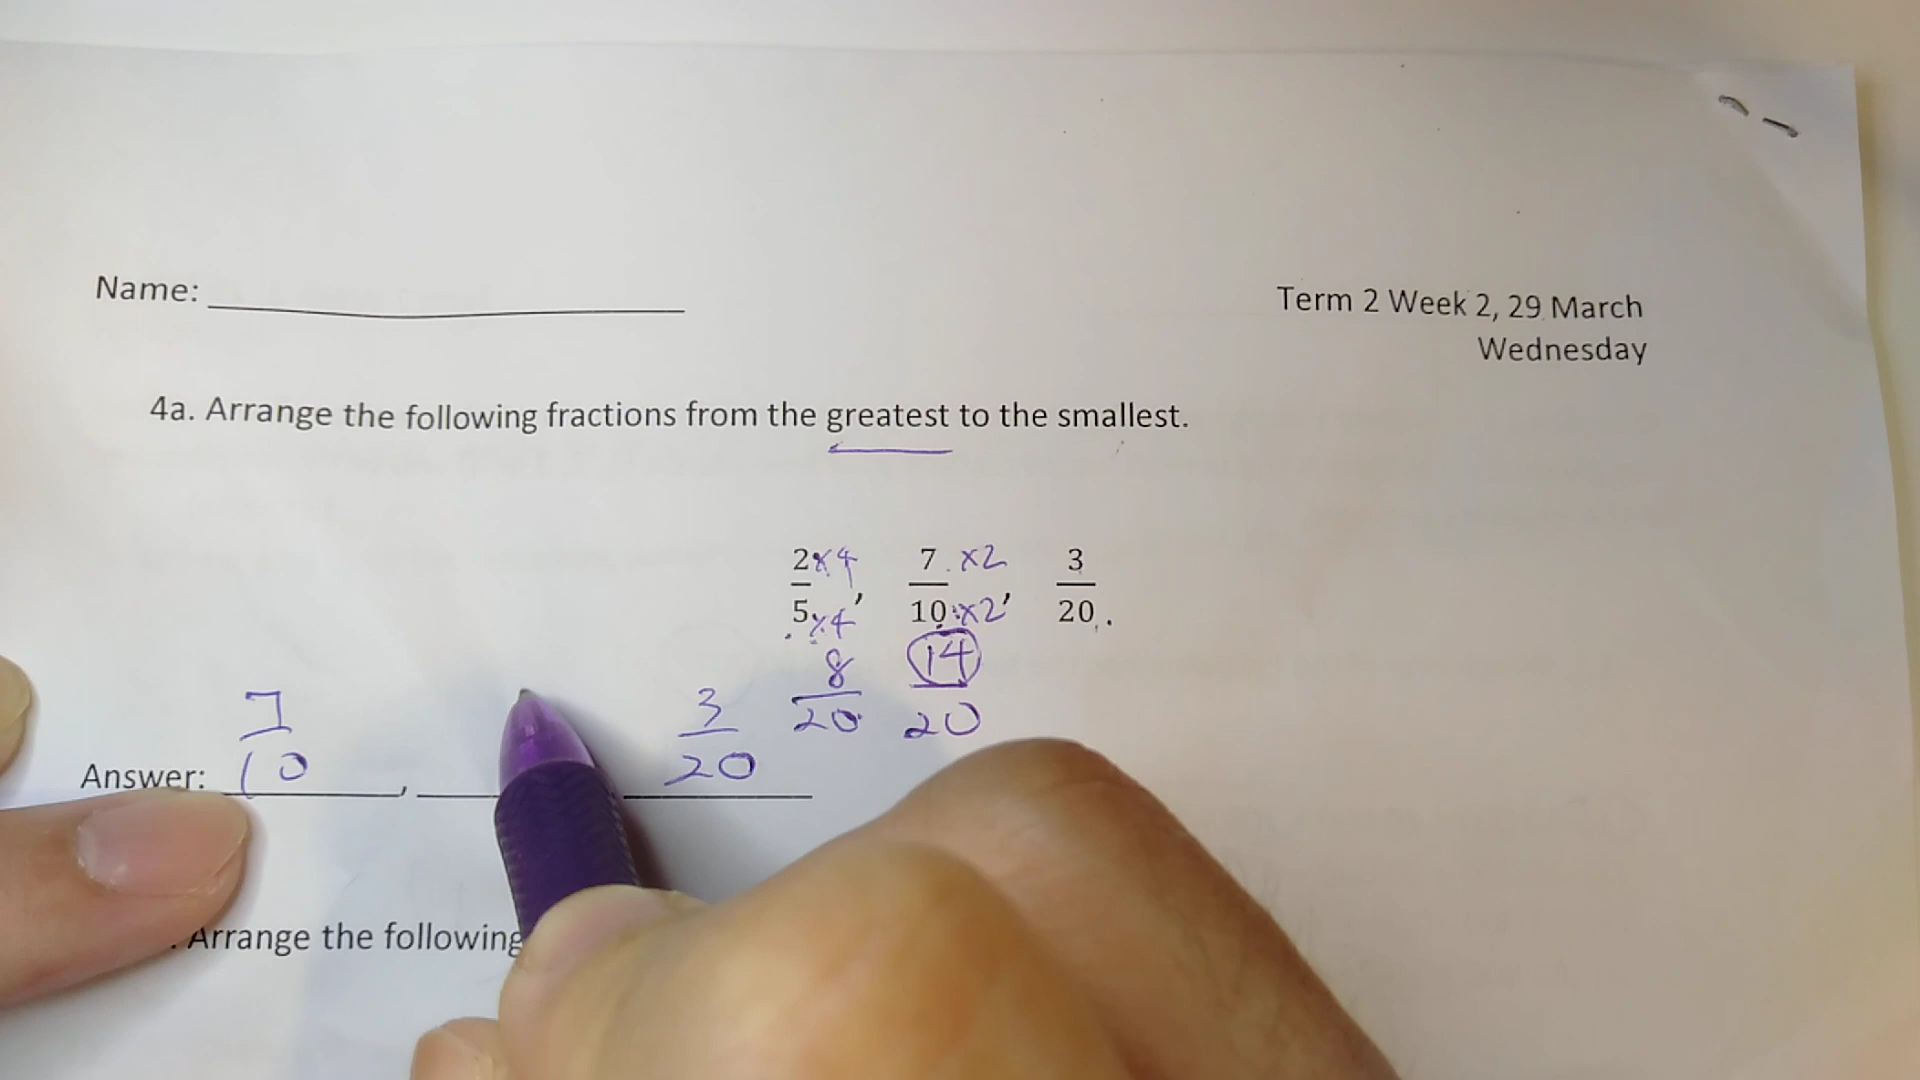 Name:
Term 2 Week 2, 29 March
Wednesday
4a. Arrange the following fractions from the greatest to the smallest.
2×4 7 ×2 3
5×4, 10×2, 20.
8 14
20 20
7 3
10 20
Answer: ,
. Arrange the following